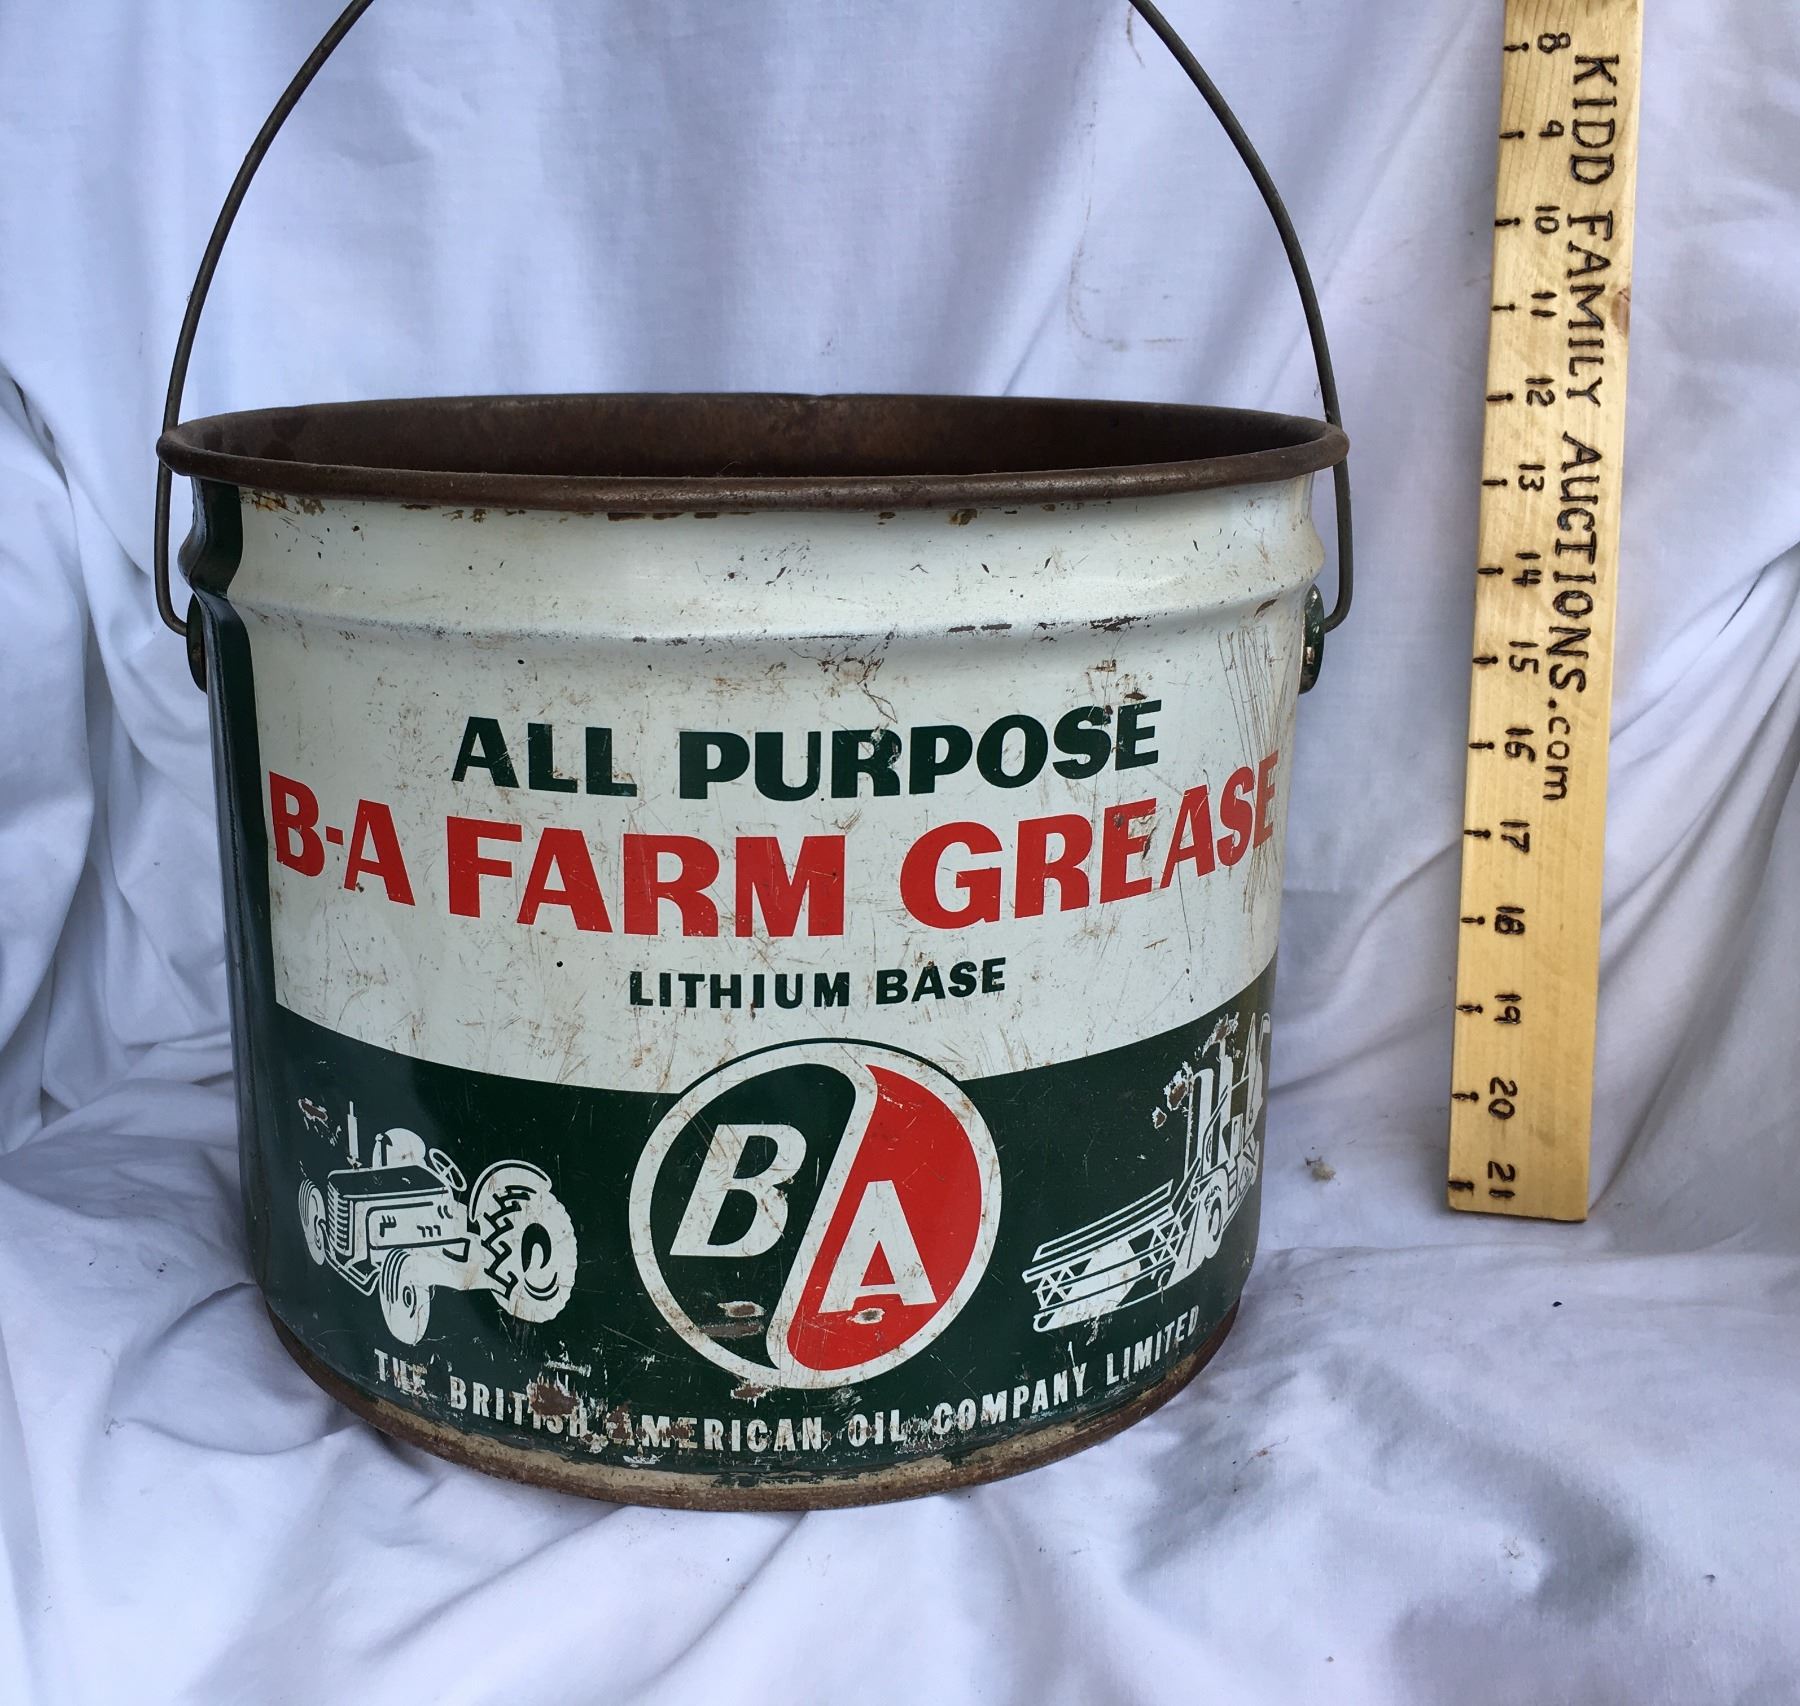 ALL PURPOSE
B-A FARM GREASE
LITHIUM BASE
BA
THE BRITISH AMERICAN OIL COMPANY LIMITED
KIDD FAMILY AUCTIONS.com
8
9
10
11
12
13
14
15
16
17
18
19
20
21